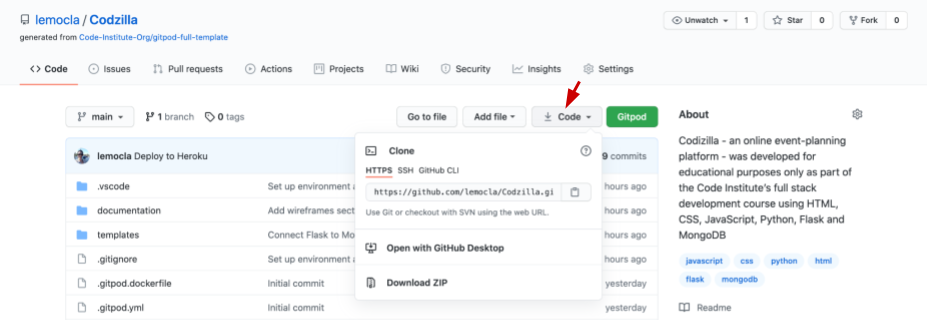 lemocla / Codzilla
Unwatch 1 Star 0 Fork 0
generated from Code-Institute-Org/gitpod-full-template
Code Issues Pull requests Actions Projects Wiki Security Insights Settings
main 1 branch 0 tags Go to file Add file Code Gitpod
lemocla Deploy to Heroku 9 commits
.vscode Set up environment a hours ago
documentation Add wireframes sect hours ago
templates Connect Flask to Mo hours ago
.gitignore Set up environment a hours ago
.gitpod.dockerfile Initial commit yesterday
.gitpod.yml Initial commit yesterday
Clone
HTTPS SSH GitHub CLI
https://github.com/lemocla/Codzilla.gi
Use Git or checkout with SVN using the web URL.
Open with GitHub Desktop
Download ZIP
About
Codizilla - an online event-planning
platform - was developed for
educational purposes only as part of
the Code Institute's full stack
development course using HTML,
CSS, JavaScript, Python, Flask and
MongoDB
javascript css python html
flask mongodb
Readme